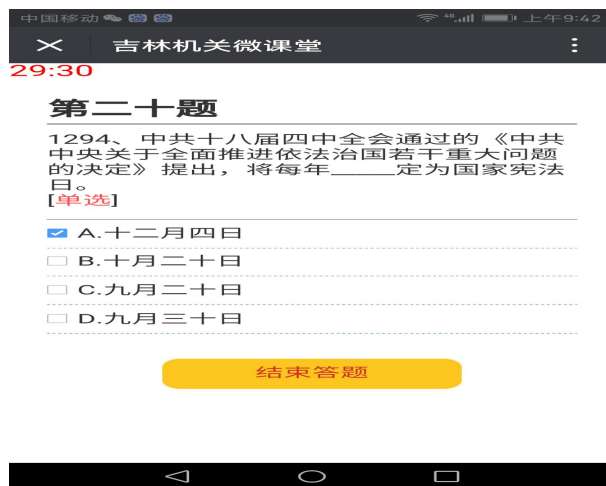 中国移动 4G 上午9:42
吉林机关微课堂
29:30
第二十题
1294、中共十八届四中全会通过的《中共
中央关于全面推进依法治国若干重大问题
的决定》提出，将每年_____定为国家宪法
日。
[单选]
A.十二月四日
B.十月二十日
C.九月二十日
D.九月三十日
结束答题